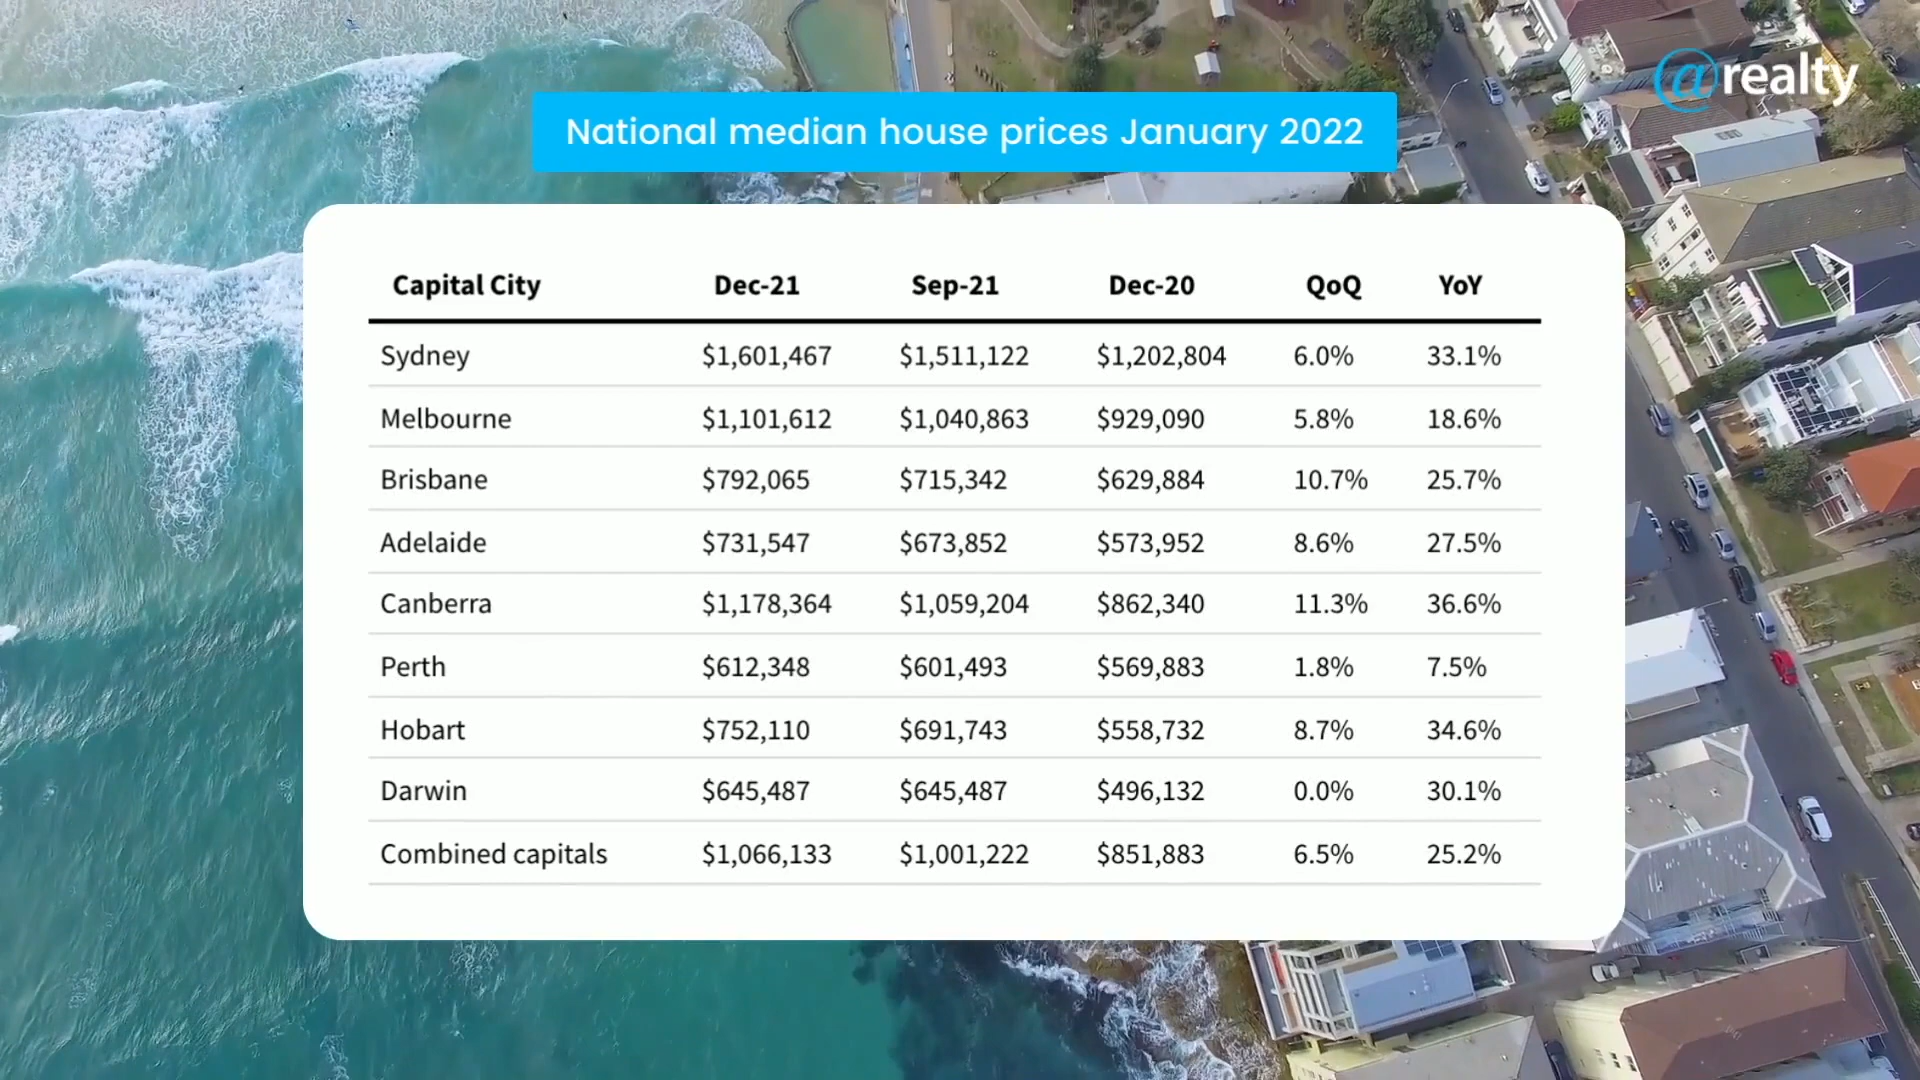 @realty
National median house prices January 2022
Capital City Dec-21 Sep-21 Dec-20 QoQ YoY
Sydney $1,601,467 $1,511,122 $1,202,804 6.0% 33.1%
Melbourne $1,101,612 $1,040,863 $929,090 5.8% 18.6%
Brisbane $792,065 $715,342 $629,884 10.7% 25.7%
Adelaide $731,547 $673,852 $573,952 8.6% 27.5%
Canberra $1,178,364 $1,059,204 $862,340 11.3% 36.6%
Perth $612,348 $601,493 $569,883 1.8% 7.5%
Hobart $752,110 $691,743 $558,732 8.7% 34.6%
Darwin $645,487 $645,487 $496,132 0.0% 30.1%
Combined capitals $1,066,133 $1,001,222 $851,883 6.5% 25.2%